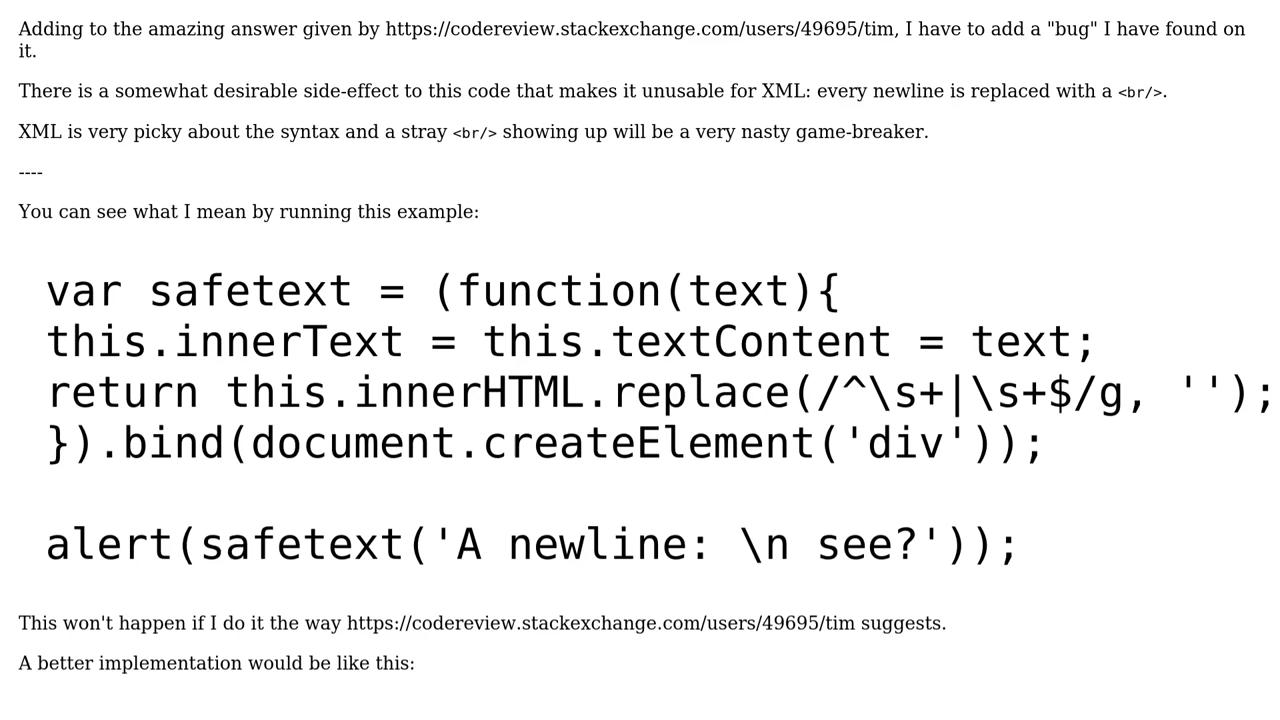 Adding to the amazing answer given by https://codereview.stackexchange.com/users/49695/tim, I have to add a "bug" I have found on
it.
There is a somewhat desirable side-effect to this code that makes it unusable for XML: every newline is replaced with a <br/>.
XML is very picky about the syntax and a stray <br/> showing up will be a very nasty game-breaker.
----
You can see what I mean by running this example:
var safetext = (function(text){
this.innerText = this.textContent = text;
return this.innerHTML.replace(/^\s+|\s+$/g, '');
}).bind(document.createElement('div'));
alert(safetext('A newline: \n see?'));
This won't happen if I do it the way https://codereview.stackexchange.com/users/49695/tim suggests.
A better implementation would be like this: